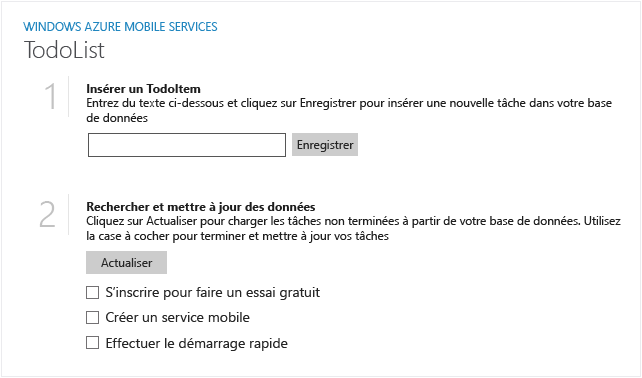 WINDOWS AZURE MOBILE SERVICES
TodoList
1
Insérer un TodoItem
Entrez du texte ci-dessous et cliquez sur Enregistrer pour insérer une nouvelle tâche dans votre base
de données
Enregistrer
2
Rechercher et mettre à jour des données
Cliquez sur Actualiser pour charger les tâches non terminées à partir de votre base de données. Utilisez
la case à cocher pour terminer et mettre à jour vos tâches
Actualiser
S'inscrire pour faire un essai gratuit
Créer un service mobile
Effectuer le démarrage rapide